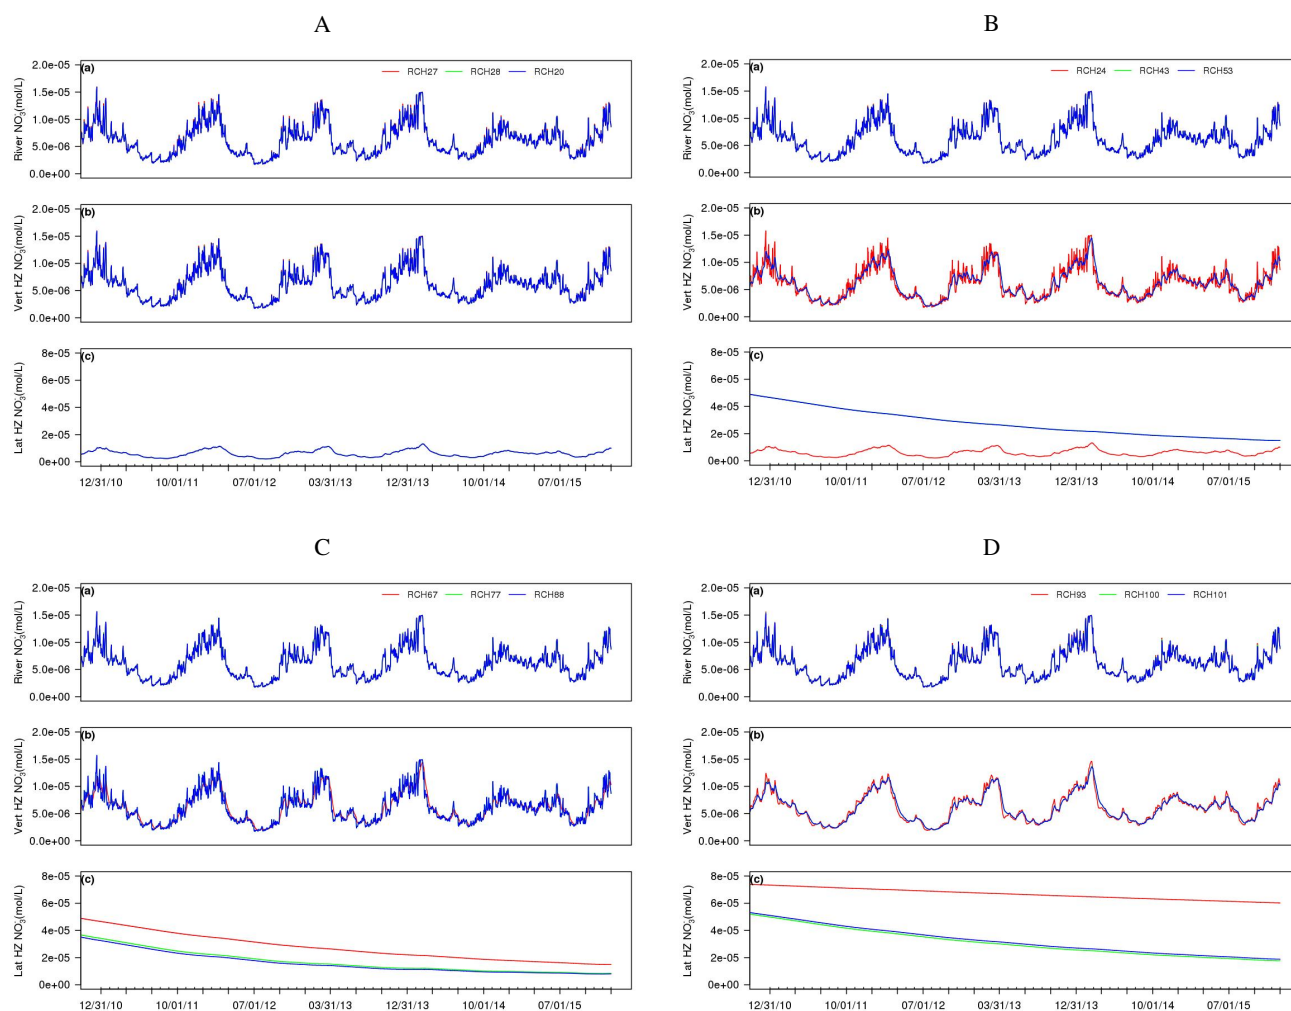 A
(a)
RCH27 RCH28 RCH20
River NO3-(mol/L)
2.0e-05
1.5e-05
1.0e-05
5.0e-06
0.0e+00
(b)
Vert HZ NO3-(mol/L)
2.0e-05
1.5e-05
1.0e-05
5.0e-06
0.0e+00
(c)
Lat HZ NO3-(mol/L)
8e-05
6e-05
4e-05
2e-05
0e+00
12/31/10 10/01/11 07/01/12 03/31/13 12/31/13 10/01/14 07/01/15
B
(a)
RCH24 RCH43 RCH53
River NO3-(mol/L)
2.0e-05
1.5e-05
1.0e-05
5.0e-06
0.0e+00
(b)
Vert HZ NO3-(mol/L)
2.0e-05
1.5e-05
1.0e-05
5.0e-06
0.0e+00
(c)
Lat HZ NO3-(mol/L)
8e-05
6e-05
4e-05
2e-05
0e+00
12/31/10 10/01/11 07/01/12 03/31/13 12/31/13 10/01/14 07/01/15
C
(a)
RCH67 RCH77 RCH88
River NO3-(mol/L)
2.0e-05
1.5e-05
1.0e-05
5.0e-06
0.0e+00
(b)
Vert HZ NO3-(mol/L)
2.0e-05
1.5e-05
1.0e-05
5.0e-06
0.0e+00
(c)
Lat HZ NO3-(mol/L)
8e-05
6e-05
4e-05
2e-05
0e+00
12/31/10 10/01/11 07/01/12 03/31/13 12/31/13 10/01/14 07/01/15
D
(a)
RCH93 RCH100 RCH101
River NO3-(mol/L)
2.0e-05
1.5e-05
1.0e-05
5.0e-06
0.0e+00
(b)
Vert HZ NO3-(mol/L)
2.0e-05
1.5e-05
1.0e-05
5.0e-06
0.0e+00
(c)
Lat HZ NO3-(mol/L)
8e-05
6e-05
4e-05
2e-05
0e+00
12/31/10 10/01/11 07/01/12 03/31/13 12/31/13 10/01/14 07/01/15